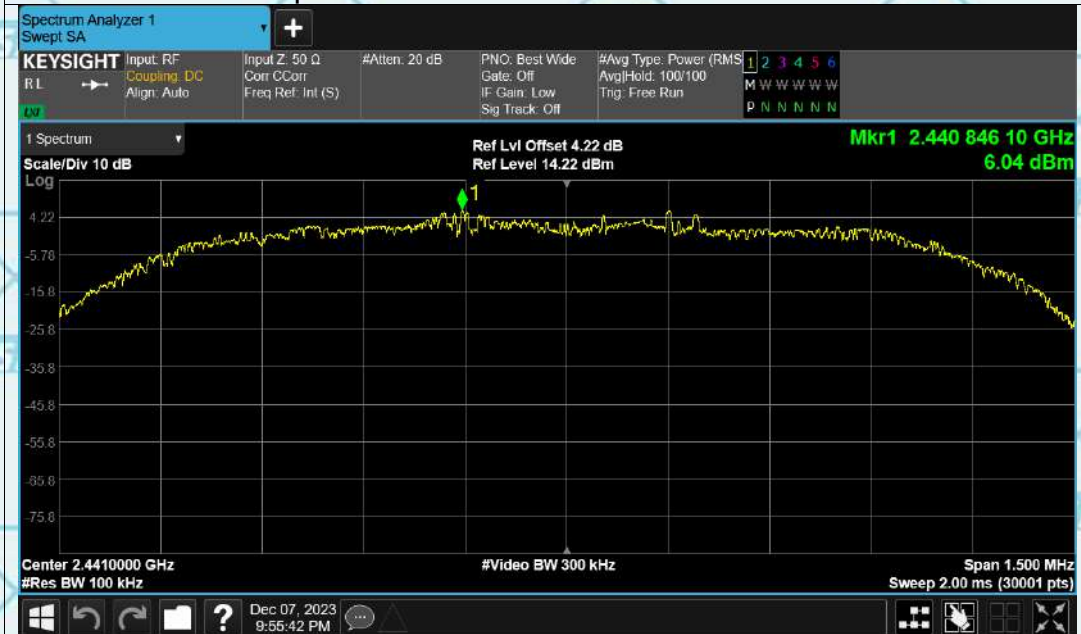 Spectrum Analyzer 1
Swept SA
+
KEYSIGHT
RL
LXI
Input: RF
Coupling: DC
Align: Auto
Input Z: 50 Ω
Corr CCorr
Freq Ref: Int (S)
#Atten: 20 dB
PNO: Best Wide
Gate: Off
IF Gain: Low
Sig Track: Off
#Avg Type: Power (RMS
Avg|Hold: 100/100
Trig: Free Run
1 2 3 4 5 6
M W W W W W
P N N N N N
1 Spectrum
Scale/Div 10 dB
Log
Ref Lvl Offset 4.22 dB
Ref Level 14.22 dBm
Mkr1 2.440 846 10 GHz
6.04 dBm
1
4.22
-5.78
-15.8
-25.8
-35.8
-45.8
-55.8
-65.8
-75.8
Center 2.4410000 GHz
#Res BW 100 kHz
#Video BW 300 kHz
Span 1.500 MHz
Sweep 2.00 ms (30001 pts)
?
Dec 07, 2023
9:55:42 PM